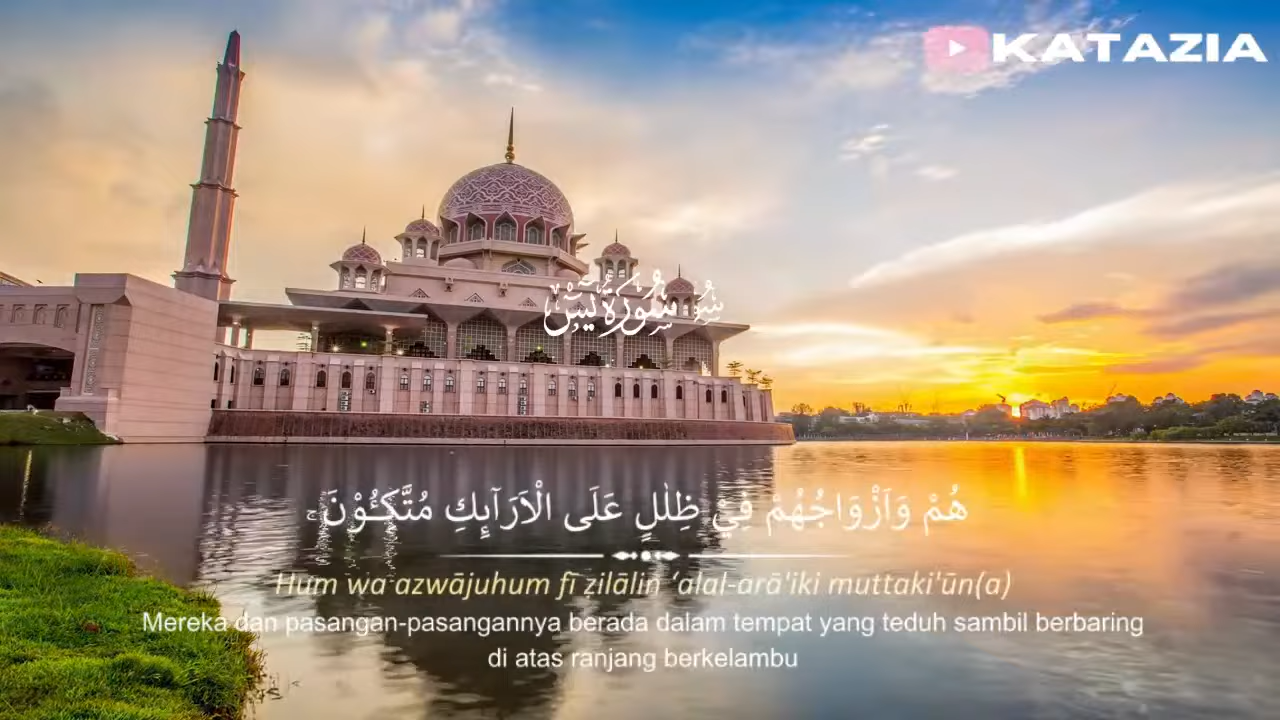 KATAZIA
سُوْرَةُ يٰسۤ
هُمْ وَاَزْوَاجُهُمْ فِيْ ظِلٰلٍ عَلَى الْاَرَاۤىِٕكِ مُتَّكِـُٔوْنَ ۚ
Hum wa azwājuhum fī ẓilālin ‘alal-arā'iki muttaki'ūn(a)
Mereka dan pasangan-pasangannya berada dalam tempat yang teduh sambil berbaring
di atas ranjang berkelambu